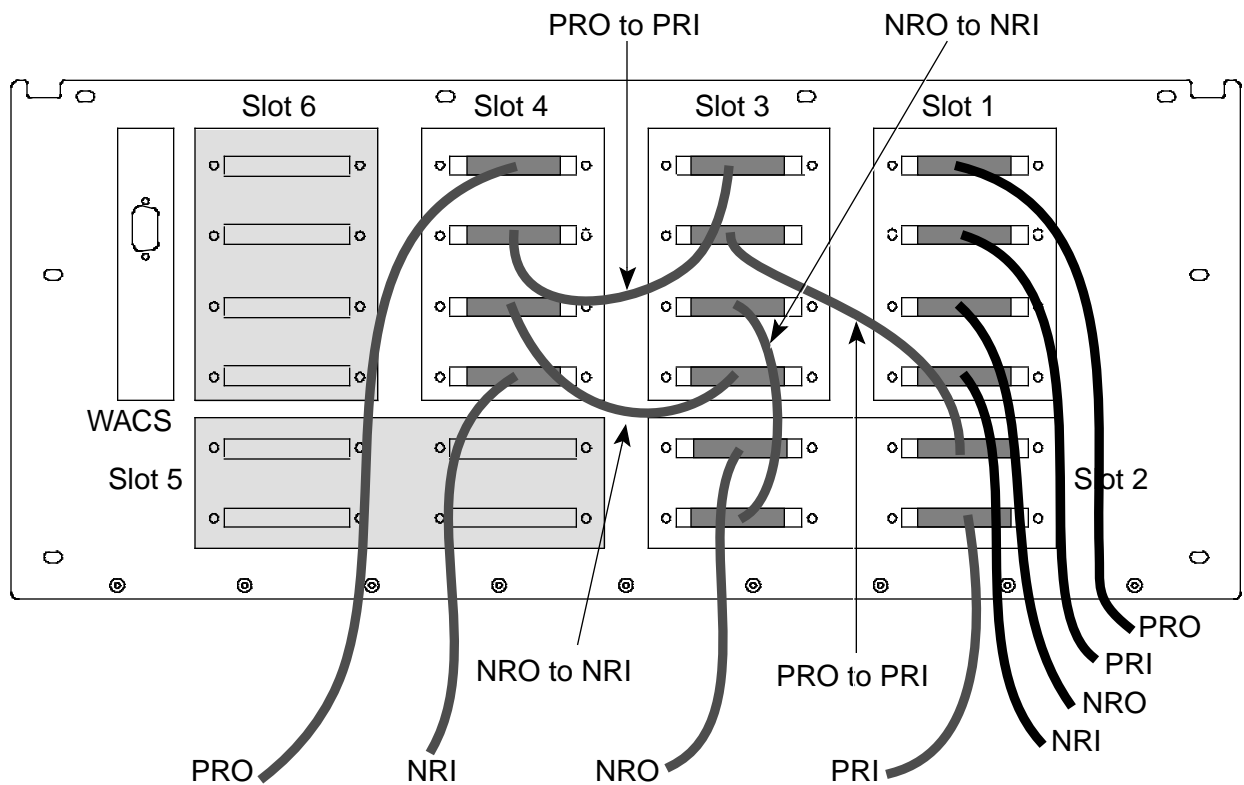 PRO to PRI
NRO to NRI
Slot 6
Slot 4
Slot 3
Slot 1
WACS
Slot 5
Slot 2
PRO
PRI
NRO
NRI
NRO to NRI
PRO to PRI
PRO
NRI
NRO
PRI